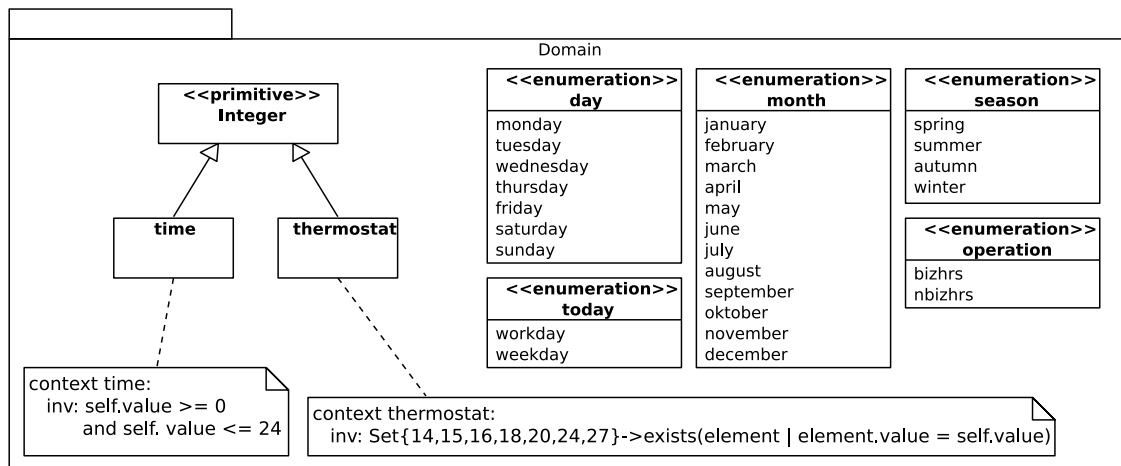 Domain
<<primitive>>
Integer
time
thermostat
context time:
inv: self.value >= 0
and self. value <= 24
context thermostat:
inv: Set{14,15,16,18,20,24,27}->exists(element | element.value = self.value)
<<enumeration>>
day
monday
tuesday
wednesday
thursday
friday
saturday
sunday
<<enumeration>>
today
workday
weekday
<<enumeration>>
month
january
february
march
april
may
june
july
august
september
oktober
november
december
<<enumeration>>
season
spring
summer
autumn
winter
<<enumeration>>
operation
bizhrs
nbizhrs